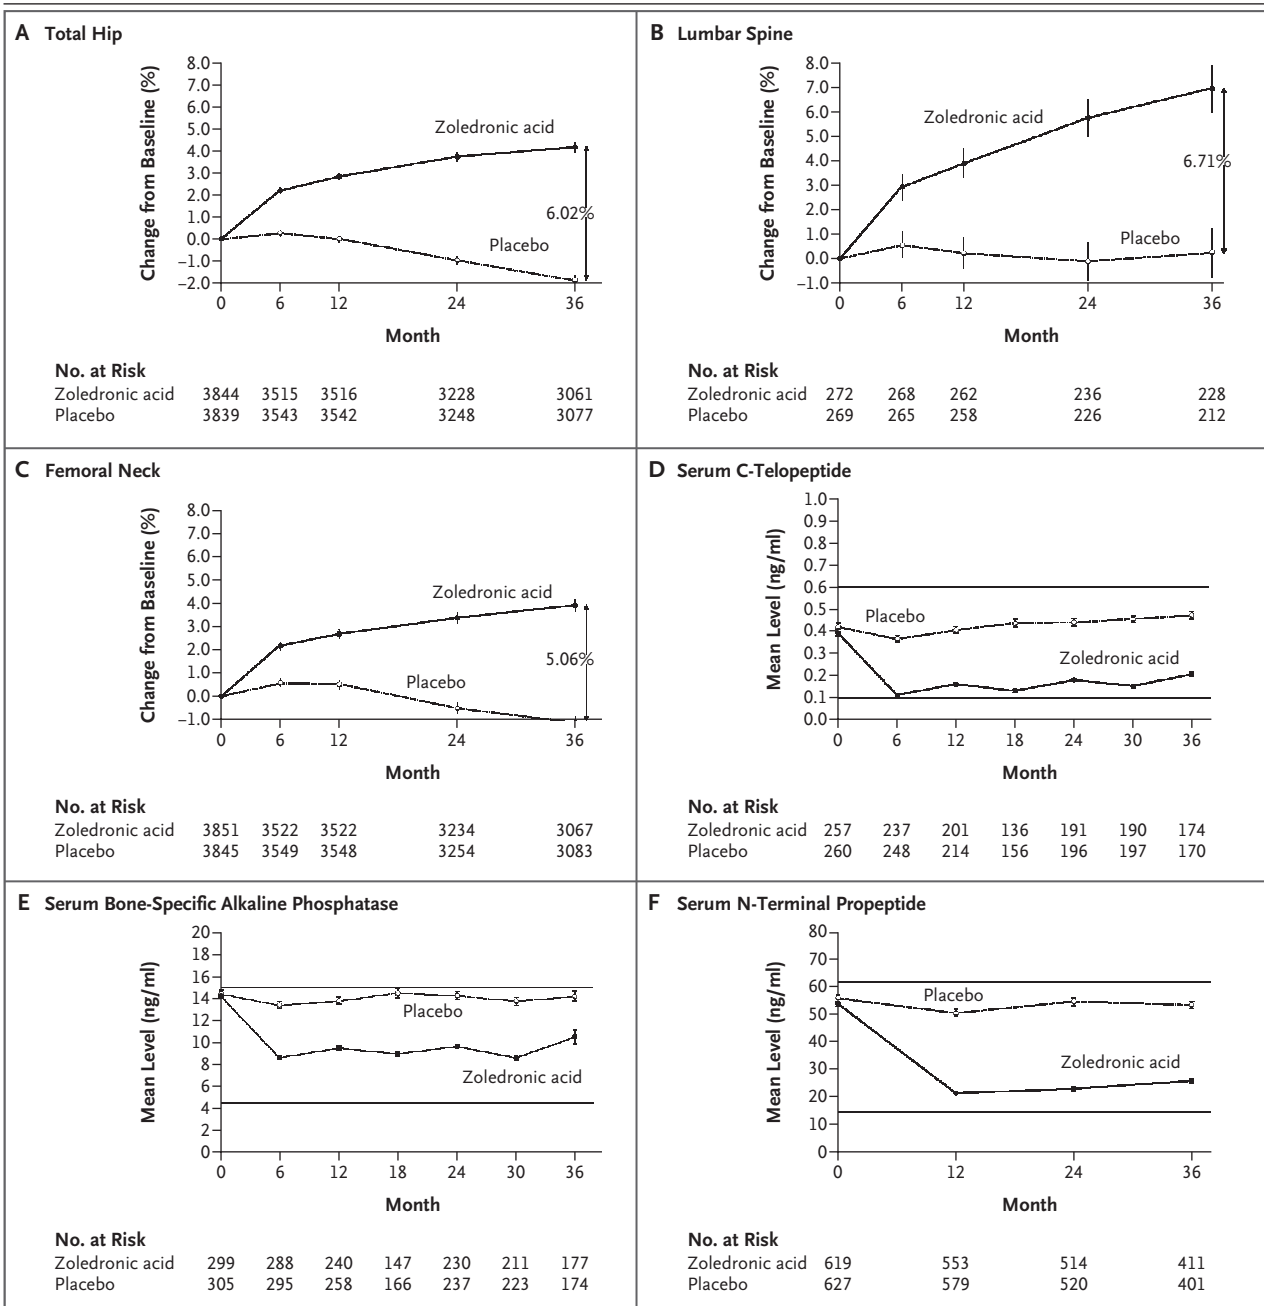 A Total Hip
Change from Baseline (%)
8.0
7.0
6.0
5.0
4.0
3.0
2.0
1.0
0.0
−1.0
−2.0
Zoledronic acid
6.02%
Placebo
0 6 12 24 36
Month
No. at Risk
Zoledronic acid 3844 3515 3516 3228 3061
Placebo 3839 3543 3542 3248 3077
B Lumbar Spine
Change from Baseline (%)
8.0
7.0
6.0
5.0
4.0
3.0
2.0
1.0
0.0
−1.0
Zoledronic acid
6.71%
Placebo
0 6 12 24 36
Month
No. at Risk
Zoledronic acid 272 268 262 236 228
Placebo 269 265 258 226 212
C Femoral Neck
Change from Baseline (%)
8.0
7.0
6.0
5.0
4.0
3.0
2.0
1.0
0.0
−1.0
Zoledronic acid
5.06%
Placebo
0 6 12 24 36
Month
No. at Risk
Zoledronic acid 3851 3522 3522 3234 3067
Placebo 3845 3549 3548 3254 3083
D Serum C-Telopeptide
Mean Level (ng/ml)
1.0
0.9
0.8
0.7
0.6
0.5
0.4
0.3
0.2
0.1
0.0
Placebo
Zoledronic acid
0 6 12 18 24 30 36
Month
No. at Risk
Zoledronic acid 257 237 201 136 191 190 174
Placebo 260 248 214 156 196 197 170
E Serum Bone-Specific Alkaline Phosphatase
Mean Level (ng/ml)
20
18
16
14
12
10
8
6
4
2
0
Placebo
Zoledronic acid
0 6 12 18 24 30 36
Month
No. at Risk
Zoledronic acid 299 288 240 147 230 211 177
Placebo 305 295 258 166 237 223 174
F Serum N-Terminal Propeptide
Mean Level (ng/ml)
80
70
60
50
40
30
20
10
0
Placebo
Zoledronic acid
0 12 24 36
Month
No. at Risk
Zoledronic acid 619 553 514 411
Placebo 627 579 520 401